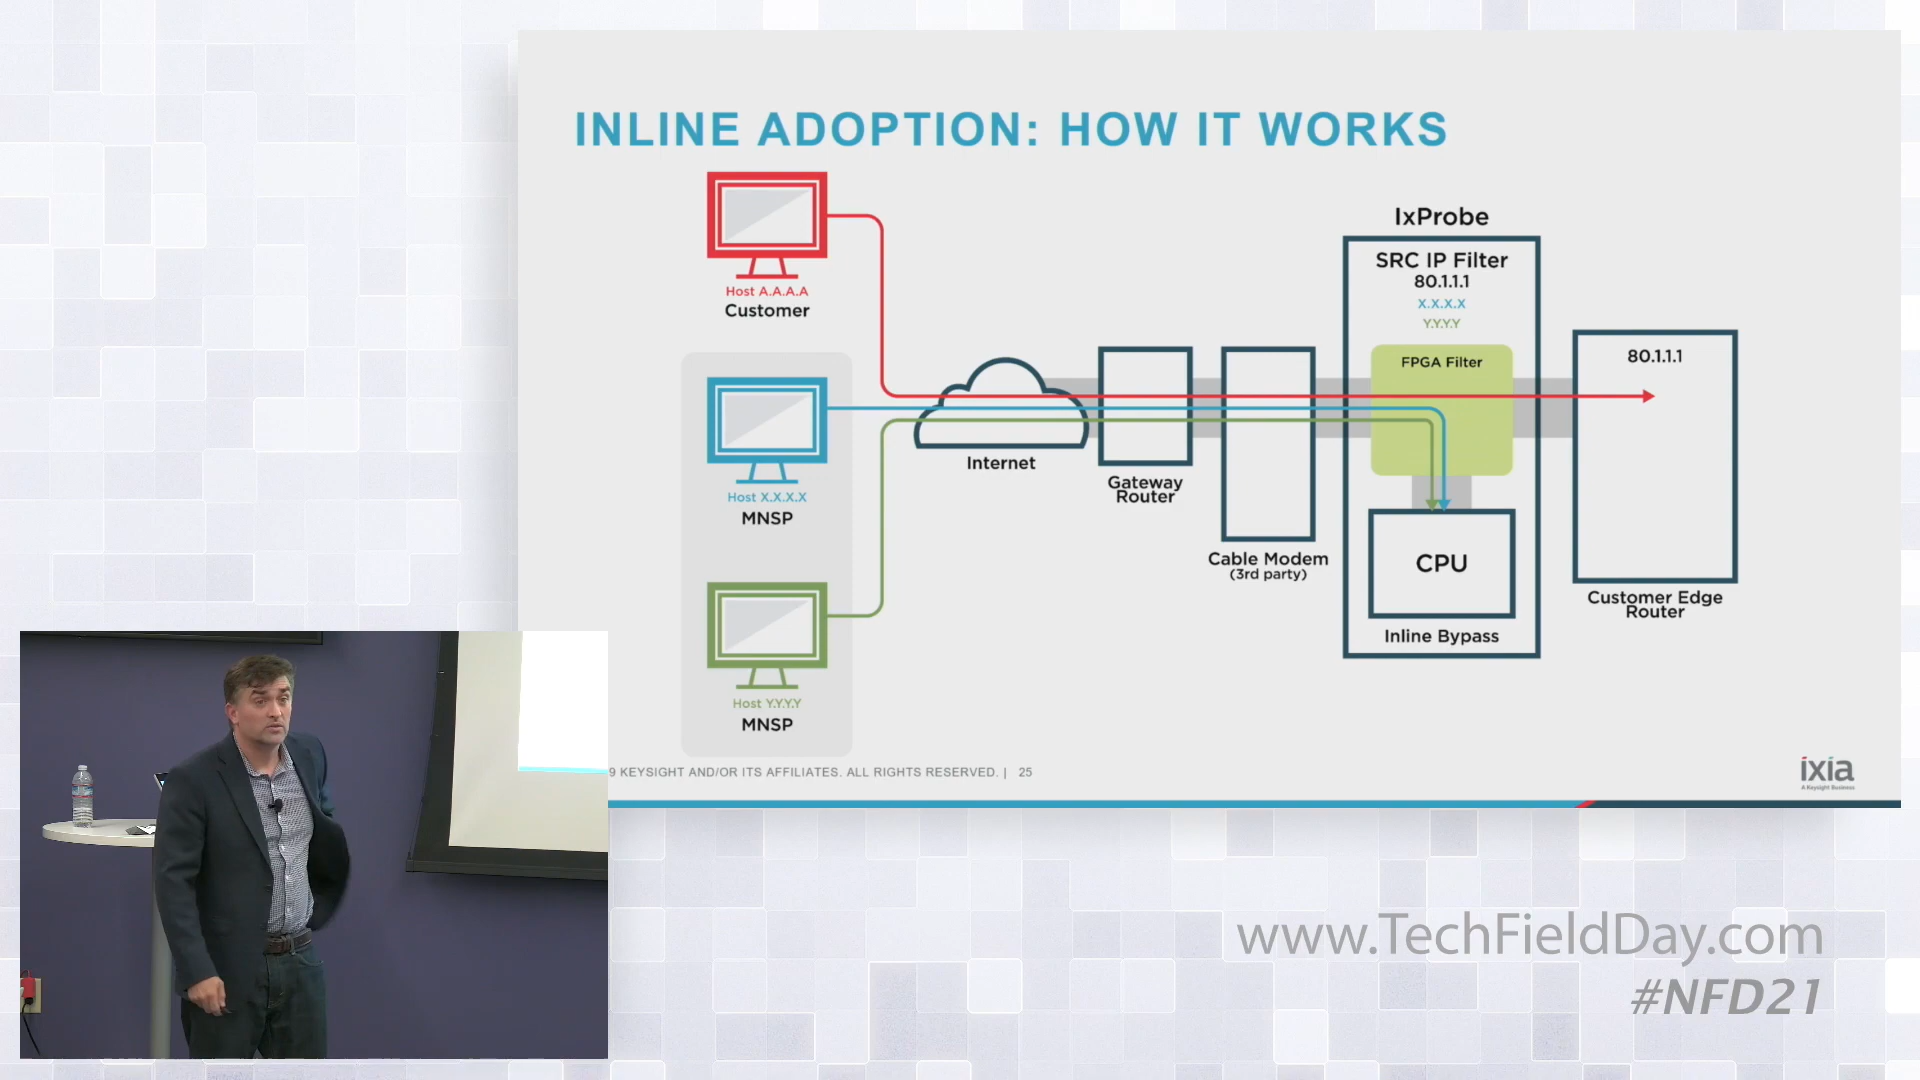 INLINE ADOPTION: HOW IT WORKS
Host A.A.A.A
Customer
Host X.X.X.X
MNSP
Host Y.Y.Y.Y
MNSP
Internet
Gateway
Router
Cable Modem
(3rd party)
IxProbe
SRC IP Filter
80.1.1.1
X.X.X.X
Y.Y.Y.Y
FPGA Filter
CPU
Inline Bypass
80.1.1.1
Customer Edge
Router
9 KEYSIGHT AND/OR ITS AFFILIATES. ALL RIGHTS RESERVED. | 25
ixia
A Keysight Business
www.TechFieldDay.com
#NFD21